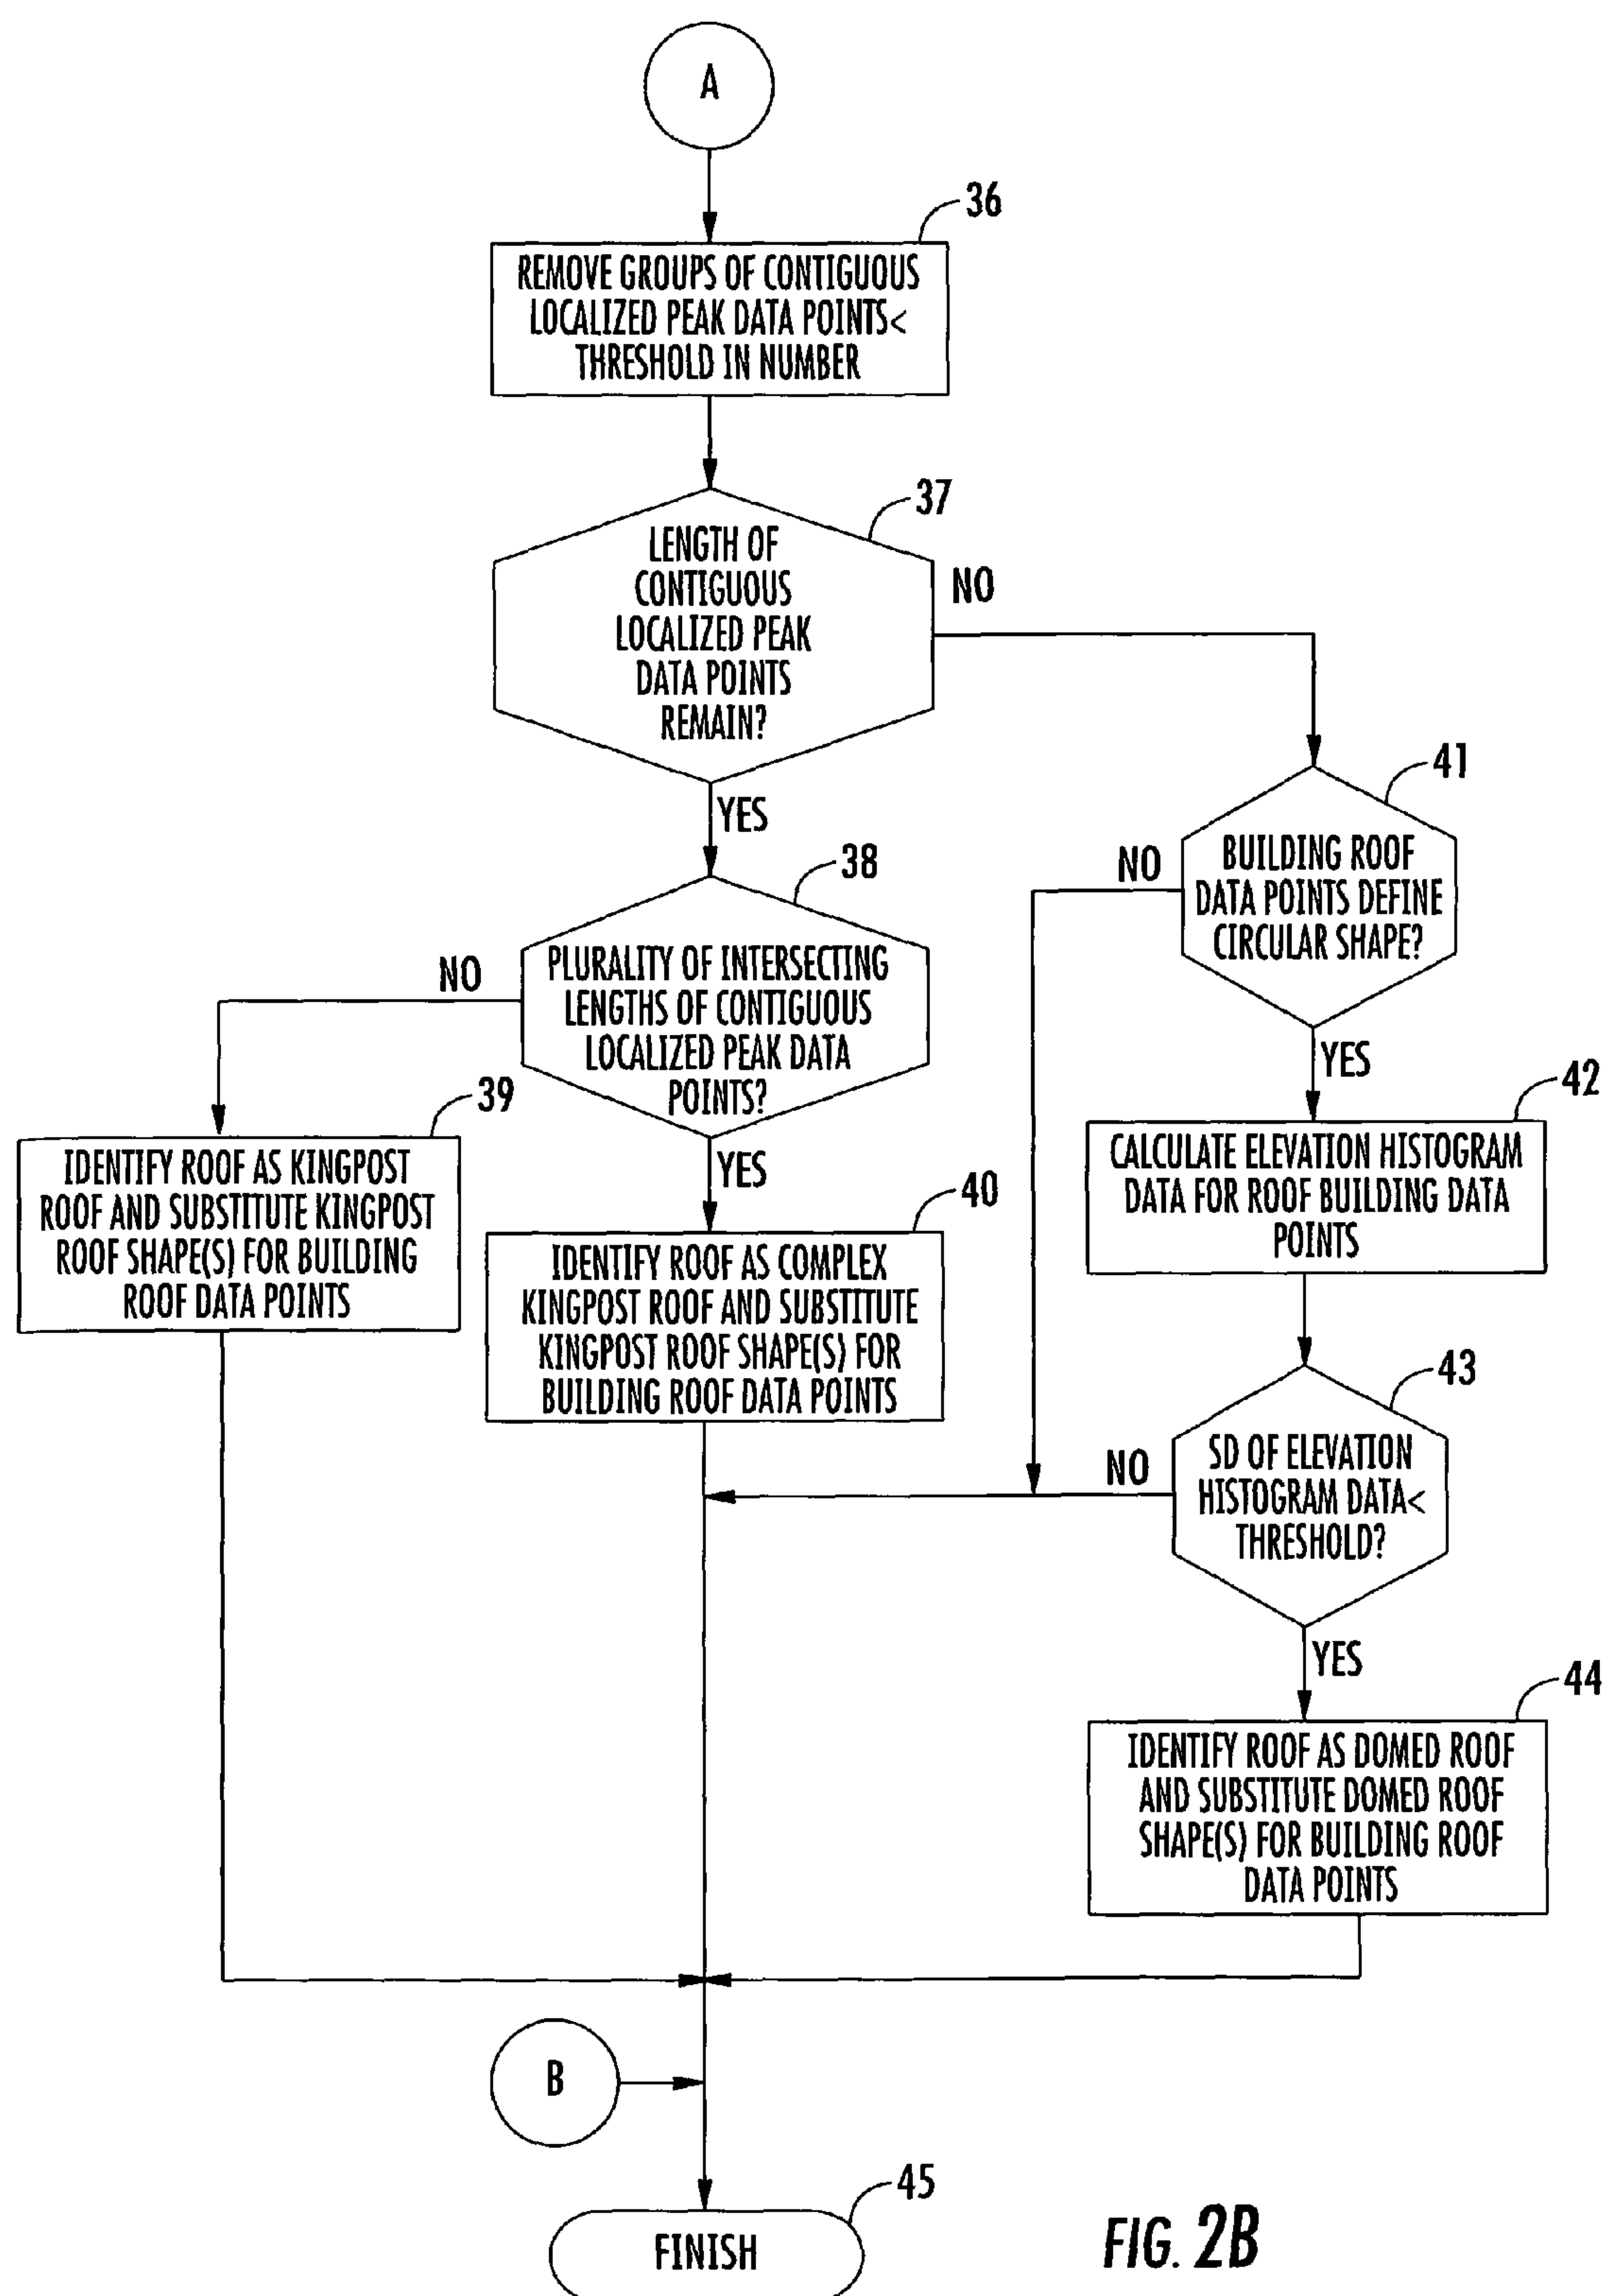 A
36
REMOVE GROUPS OF CONTIGUOUS
LOCALIZED PEAK DATA POINTS<
THRESHOLD IN NUMBER
37
LENGTH OF
CONTIGUOUS
LOCALIZED PEAK
DATA POINTS
REMAIN?
NO
YES
41
BUILDING ROOF
DATA POINTS DEFINE
CIRCULAR SHAPE?
NO
YES
38
PLURALITY OF INTERSECTING
LENGTHS OF CONTIGUOUS
LOCALIZED PEAK DATA
POINTS?
NO
YES
39
IDENTIFY ROOF AS KINGPOST
ROOF AND SUBSTITUTE KINGPOST
ROOF SHAPE(S) FOR BUILDING
ROOF DATA POINTS
40
IDENTIFY ROOF AS COMPLEX
KINGPOST ROOF AND SUBSTITUTE
KINGPOST ROOF SHAPE(S) FOR
BUILDING ROOF DATA POINTS
42
CALCULATE ELEVATION HISTOGRAM
DATA FOR ROOF BUILDING DATA
POINTS
43
SD OF ELEVATION
HISTOGRAM DATA<
THRESHOLD?
NO
YES
44
IDENTIFY ROOF AS DOMED ROOF
AND SUBSTITUTE DOMED ROOF
SHAPE(S) FOR BUILDING ROOF
DATA POINTS
B
45
FINISH
FIG. 2B